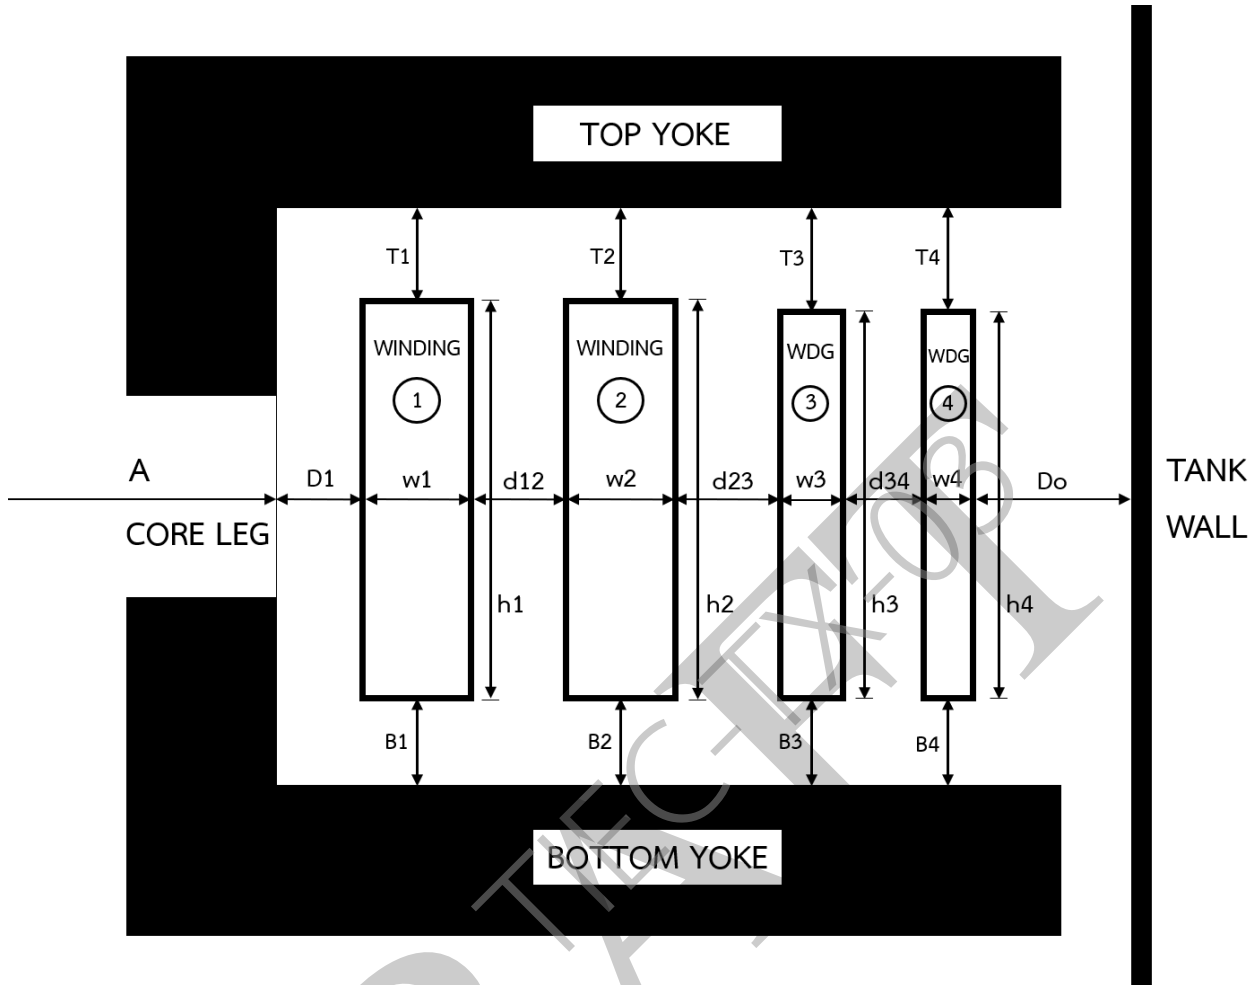 TOP YOKE
T1
T2
T3
T4
WINDING
WINDING
WDG
WDG
1
2
3
4
A
D1
w1
d12
w2
d23
w3
d34
w4
Do
TANK
CORE LEG
WALL
h1
h2
h3
h4
B1
B2
B3
B4
BOTTOM YOKE